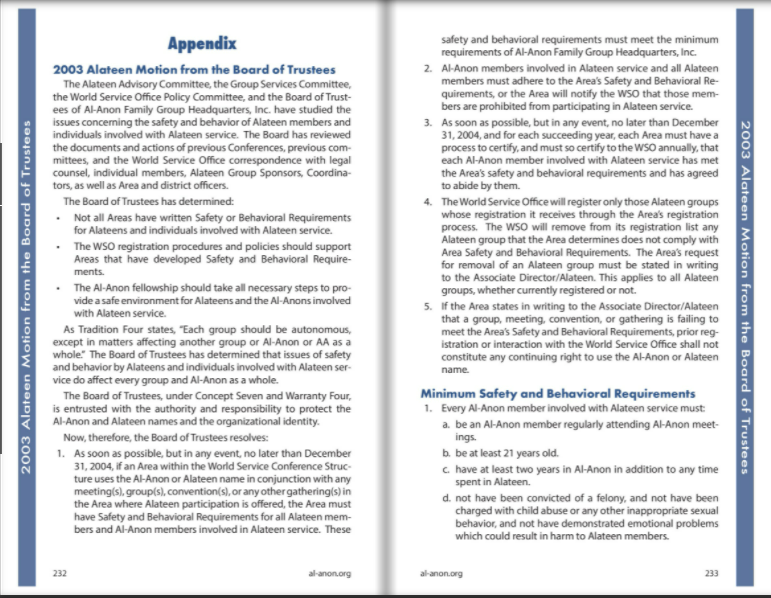 2003 Alateen Motion from the Board of Trustees
Appendix
2003 Alateen Motion from the Board of Trustees
The Alateen Advisory Committee, the Group Services Committee,
the World Service Office Policy Committee, and the Board of Trust-
ees of Al-Anon Family Group Headquarters, Inc. have studied the
issues concerning the safety and behavior of Alateen members and
individuals involved with Alateen service. The Board has reviewed
the documents and actions of previous Conferences, previous com-
mittees, and the World Service Office correspondence with legal
counsel, individual members, Alateen Group Sponsors, Coordina-
tors, as well as Area and district officers.
The Board of Trustees has determined:
• Not all Areas have written Safety or Behavioral Requirements
for Alateens and individuals involved with Alateen service.
• The WSO registration procedures and policies should support
Areas that have developed Safety and Behavioral Require-
ments.
• The Al-Anon fellowship should take all necessary steps to pro-
vide a safe environment for Alateens and the Al-Anons involved
with Alateen service.
As Tradition Four states, "Each group should be autonomous,
except in matters affecting another group or Al-Anon or AA as a
whole." The Board of Trustees has determined that issues of safety
and behavior by Alateens and individuals involved with Alateen ser-
vice do affect every group and Al-Anon as a whole.
The Board of Trustees, under Concept Seven and Warranty Four,
is entrusted with the authority and responsibility to protect the
Al-Anon and Alateen names and the organizational identity.
Now, therefore, the Board of Trustees resolves:
1. As soon as possible, but in any event, no later than December
31, 2004, if an Area within the World Service Conference Struc-
ture uses the Al-Anon or Alateen name in conjunction with any
meeting(s), group(s), convention(s), or any other gathering(s) in
the Area where Alateen participation is offered, the Area must
have Safety and Behavioral Requirements for all Alateen mem-
bers and Al-Anon members involved in Alateen service. These
232
al-anon.org
safety and behavioral requirements must meet the minimum
requirements of Al-Anon Family Group Headquarters, Inc.
2. Al-Anon members involved in Alateen service and all Alateen
members must adhere to the Area's Safety and Behavioral Re-
quirements, or the Area will notify the WSO that those mem-
bers are prohibited from participating in Alateen service.
3. As soon as possible, but in any event, no later than December
31, 2004, and for each succeeding year, each Area must have a
process to certify, and must so certify to the WSO annually, that
each Al-Anon member involved with Alateen service has met
the Area's safety and behavioral requirements and has agreed
to abide by them.
4. The World Service Office will register only those Alateen groups
whose registration it receives through the Area's registration
process. The WSO will remove from its registration list any
Alateen group that the Area determines does not comply with
Area Safety and Behavioral Requirements. The Area's request
for removal of an Alateen group must be stated in writing
to the Associate Director/Alateen. This applies to all Alateen
groups, whether currently registered or not.
5. If the Area states in writing to the Associate Director/Alateen
that a group, meeting, convention, or gathering is failing to
meet the Area's Safety and Behavioral Requirements, prior reg-
istration or interaction with the World Service Office shall not
constitute any continuing right to use the Al-Anon or Alateen
name.
Minimum Safety and Behavioral Requirements
1. Every Al-Anon member involved with Alateen service must:
a. be an Al-Anon member regularly attending Al-Anon meet-
ings.
b. be at least 21 years old.
c. have at least two years in Al-Anon in addition to any time
spent in Alateen.
d. not have been convicted of a felony, and not have been
charged with child abuse or any other inappropriate sexual
behavior, and not have demonstrated emotional problems
which could result in harm to Alateen members.
al-anon.org
233
2003 Alateen Motion from the Board of Trustees